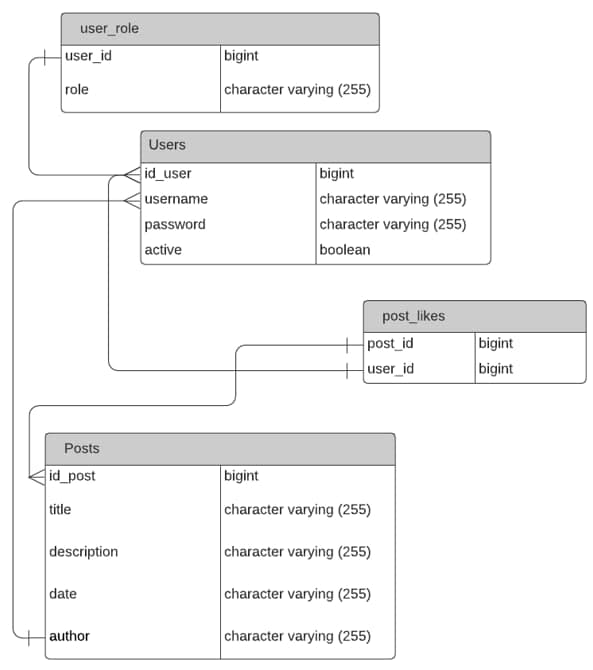 user_role
user_id bigint
role character varying (255)
Users
id_user bigint
username character varying (255)
password character varying (255)
active boolean
post_likes
post_id bigint
user_id bigint
Posts
id_post bigint
title character varying (255)
description character varying (255)
date character varying (255)
author character varying (255)